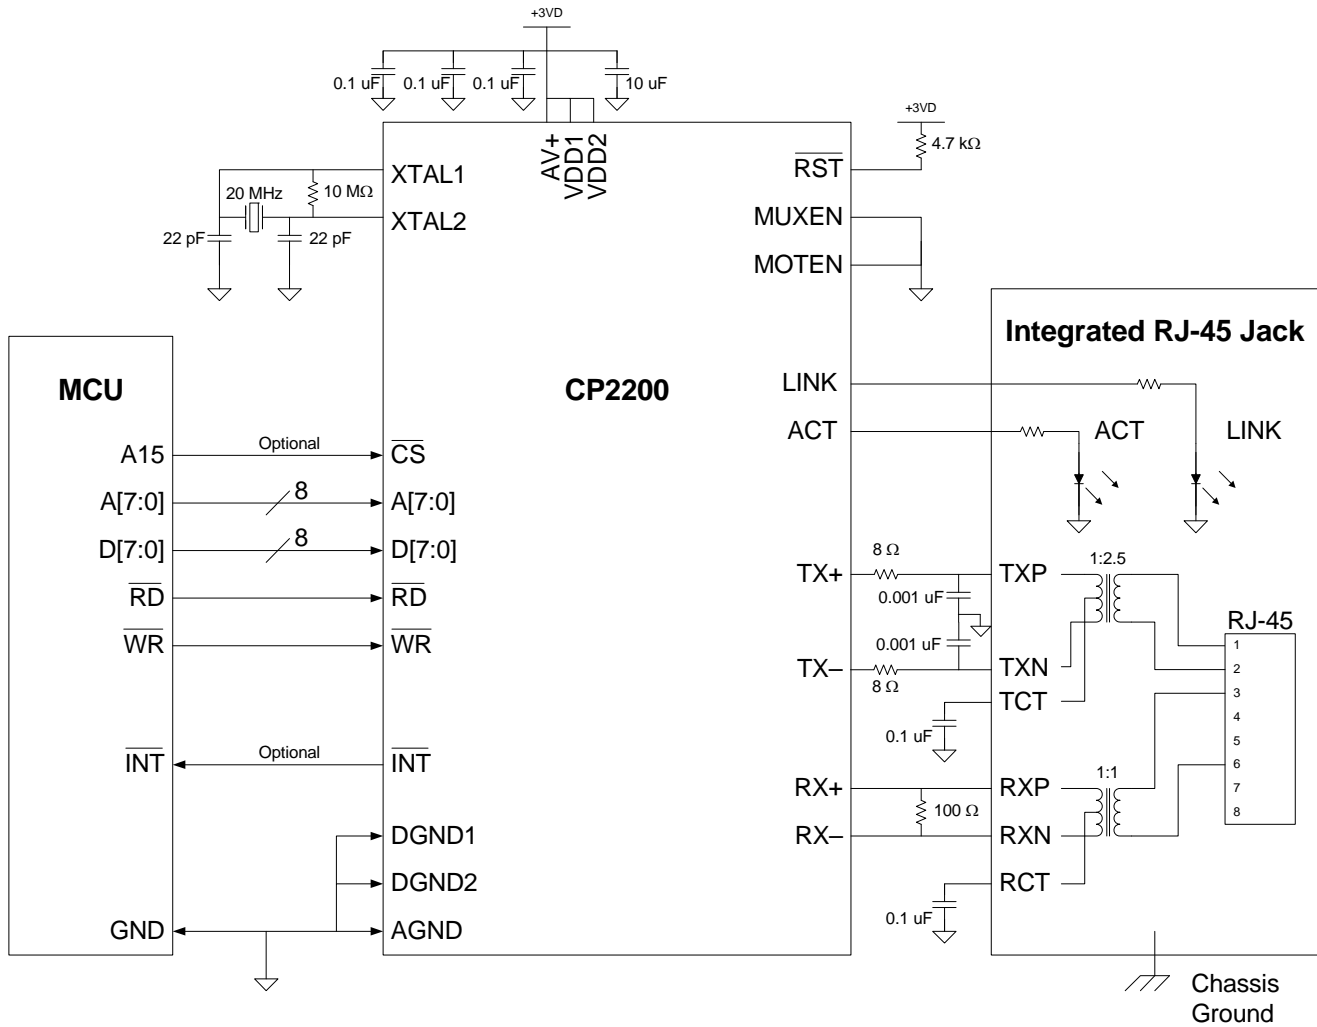 +3VD
0.1 uF
0.1 uF
0.1 uF
10 uF
+3VD
4.7 kΩ
AV+
VDD1
VDD2
RST
XTAL1
10 MΩ
20 MHz
XTAL2
22 pF
22 pF
MUXEN
MOTEN
Integrated RJ-45 Jack
MCU
CP2200
LINK
ACT
ACT
LINK
A15
Optional
CS
A[7:0]
8
A[7:0]
D[7:0]
8
D[7:0]
RD
RD
WR
WR
TX+
8 Ω
TXP
1:2.5
0.001 uF
0.001 uF
TX–
8 Ω
TXN
TCT
0.1 uF
RJ-45
1
2
3
4
5
6
7
8
INT
Optional
INT
RX+
RXP
1:1
100 Ω
RX–
RXN
RCT
0.1 uF
DGND1
DGND2
GND
AGND
Chassis
Ground